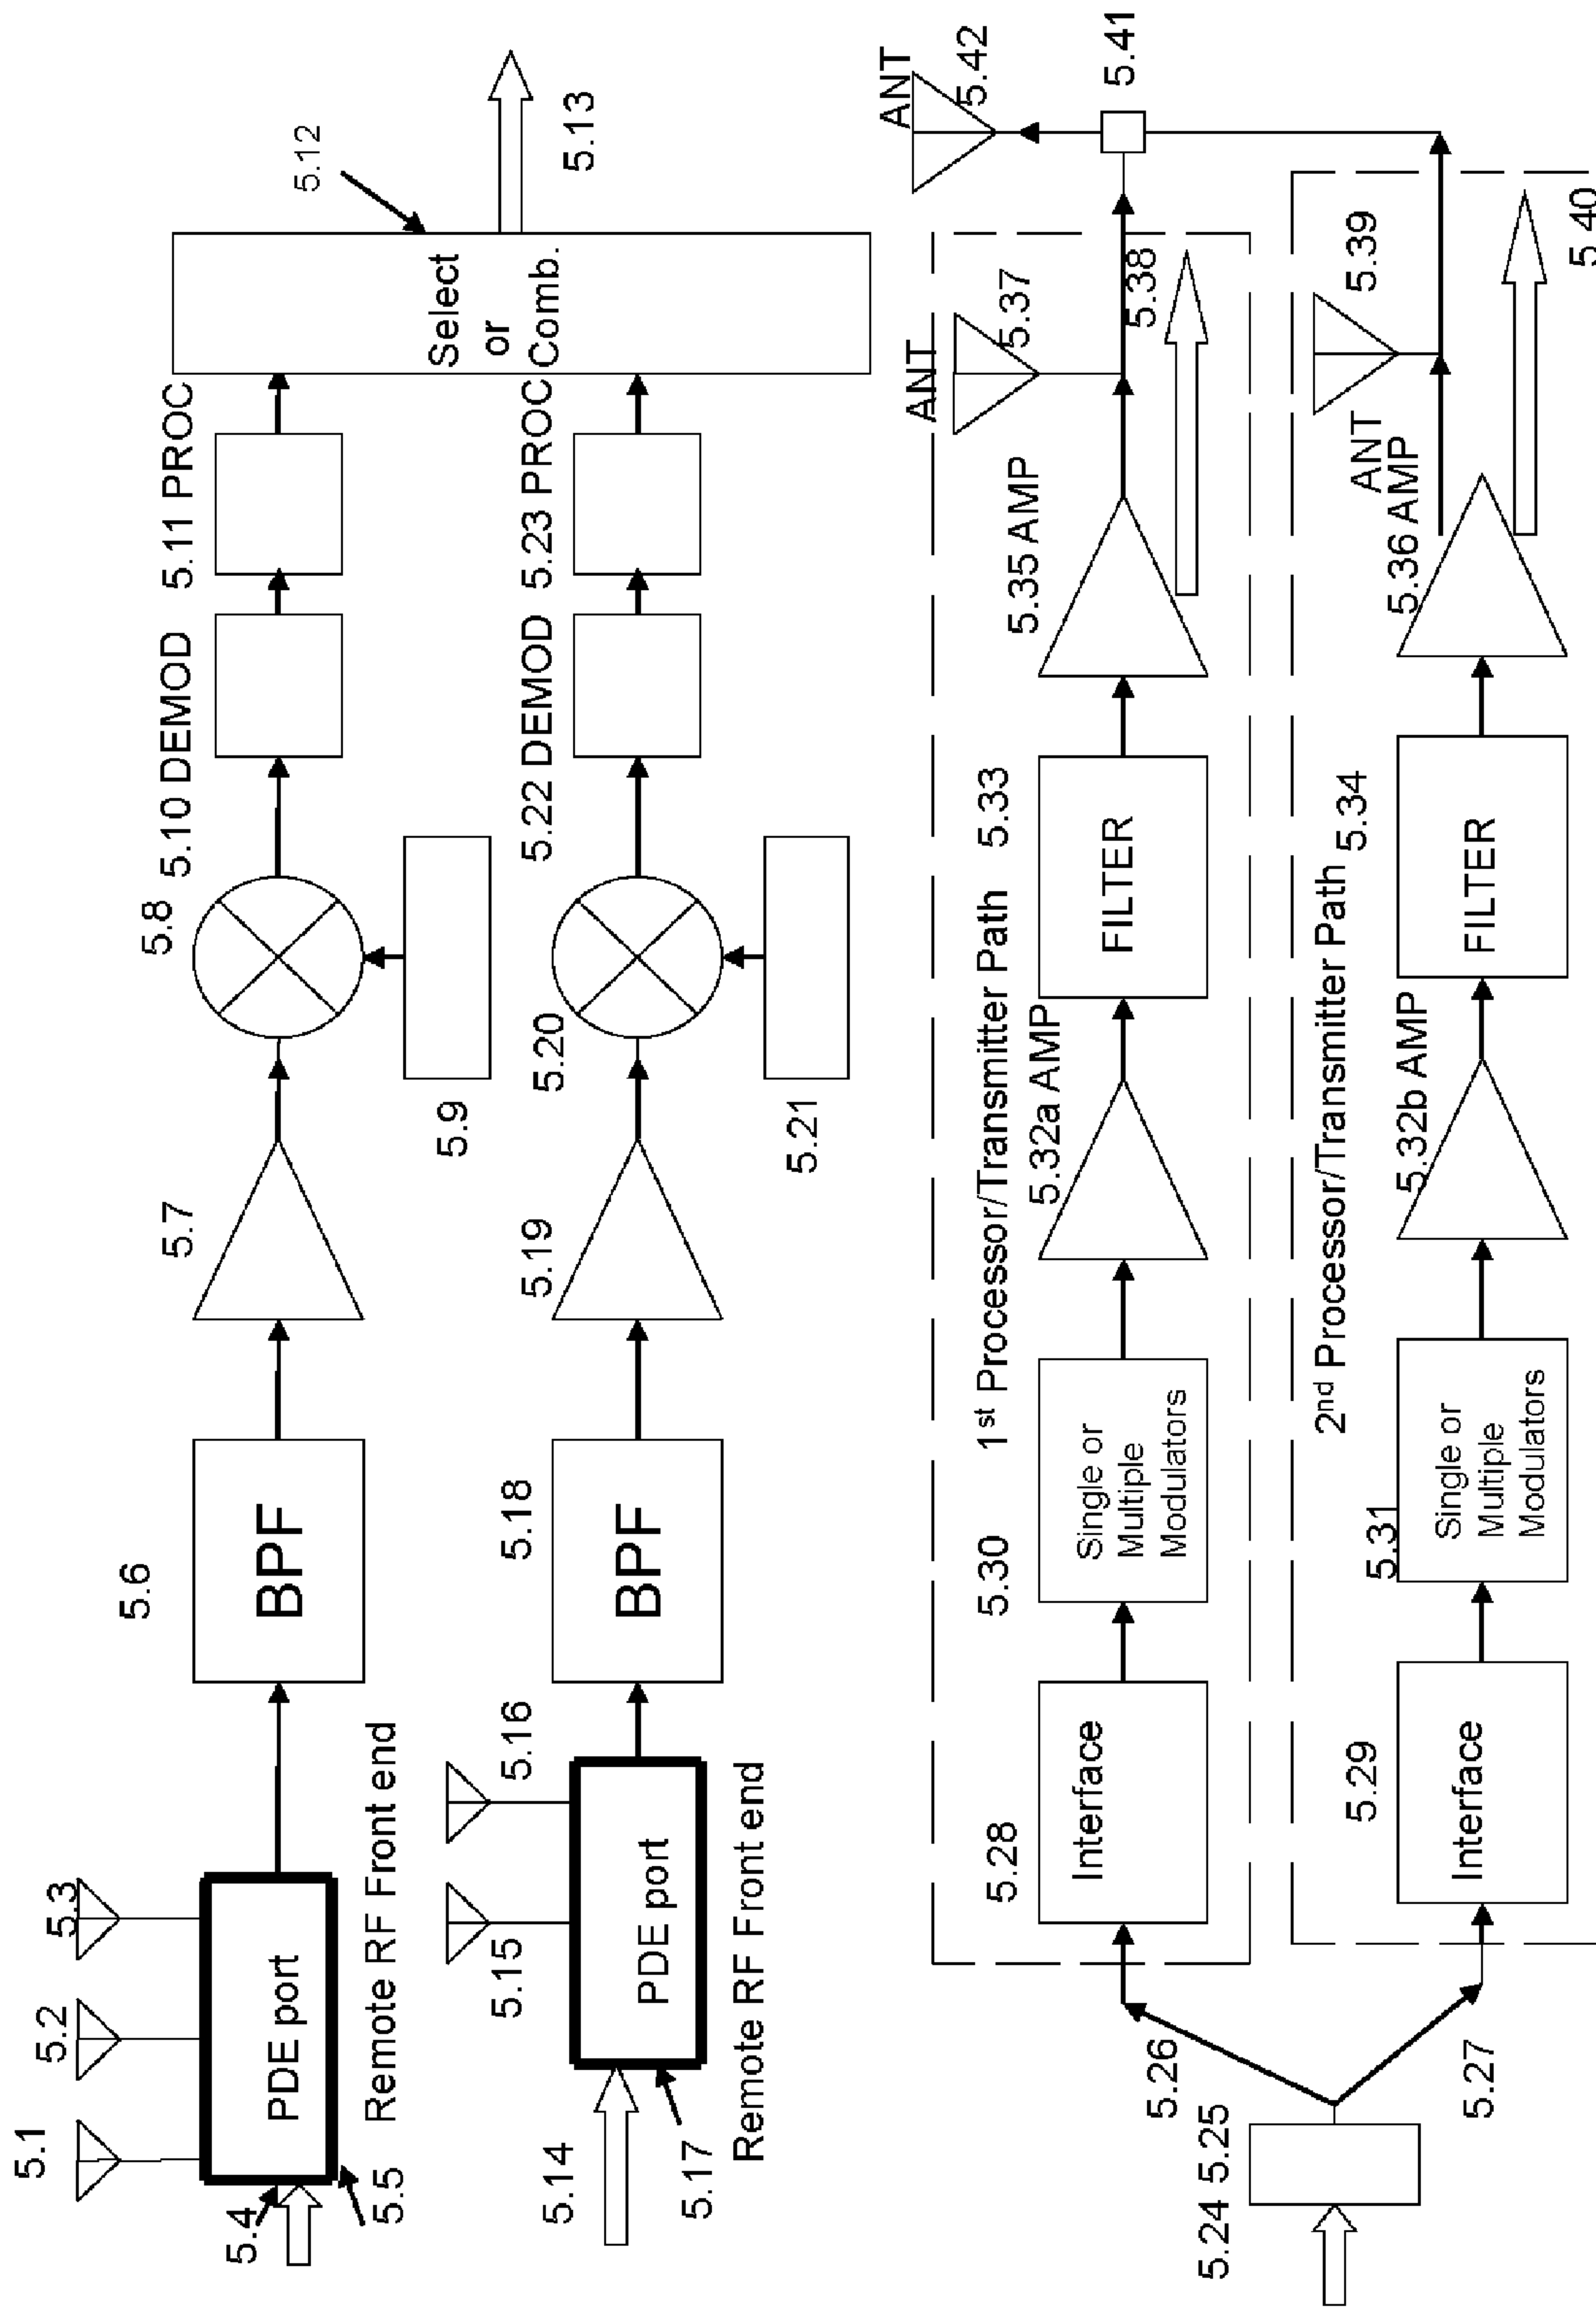 5.1
5.2
5.3
5.4
5.5
PDE port
Remote RF Front end
5.6
BPF
5.7
5.8
5.9
5.10 DEMOD
5.11 PROC
5.12
Select
or
Comb.
5.13
5.14
5.15
5.16
5.17
PDE port
Remote RF Front end
5.18
BPF
5.19
5.20
5.21
5.22 DEMOD
5.23 PROC
5.24
5.25
5.26
5.27
5.28
Interface
5.30
Single or
Multiple
Modulators
1st Processor/Transmitter Path
5.32a AMP
5.33
FILTER
5.35 AMP
ANT
5.37
5.38
ANT
5.42
5.41
5.29
Interface
5.31
Single or
Multiple
Modulators
2nd Processor/Transmitter Path
5.32b AMP
5.34
FILTER
5.36 AMP
ANT
5.39
5.40